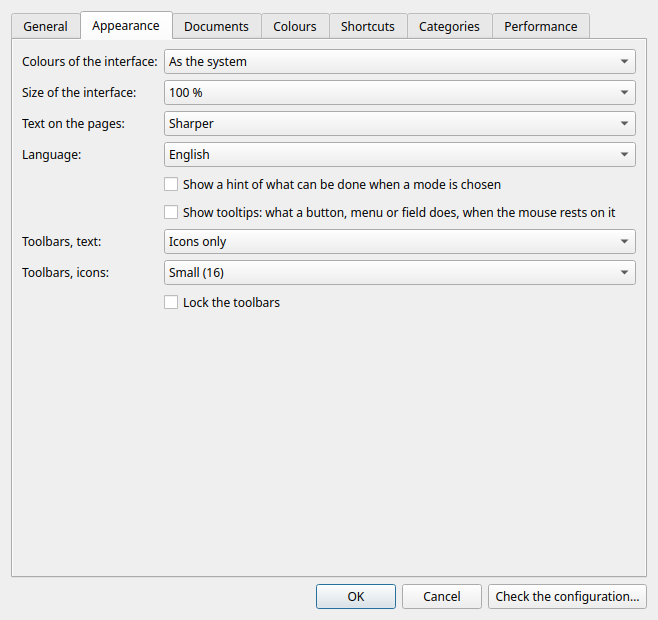 General
Appearance
Documents
Colours
Shortcuts
Categories
Performance
Colours of the interface: As the system
Size of the interface: 100 %
Text on the pages: Sharper
Language: English
Show a hint of what can be done when a mode is chosen
Show tooltips: what a button, menu or field does, when the mouse rests on it
Toolbars, text: Icons only
Toolbars, icons: Small (16)
Lock the toolbars
OK
Cancel
Check the configuration...